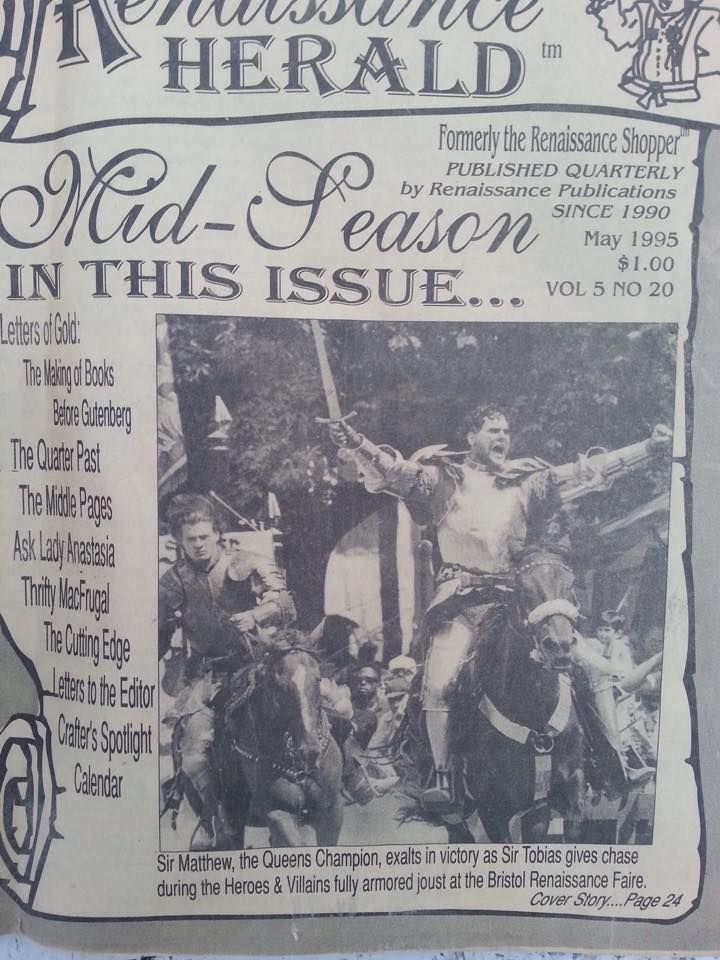 Renaissance
HERALD tm
Formerly the Renaissance Shopper tm
PUBLISHED QUARTERLY
by Renaissance Publications
SINCE 1990
May 1995
$1.00
VOL 5 NO 20
Mid-Season
IN THIS ISSUE...
Letters of Gold:
The Making of Books
Before Gutenberg
The Quarter Past
The Middle Pages
Ask Lady Anastasia
Thrifty MacFrugal
The Cutting Edge
Letters to the Editor
Crafter's Spotlight
Calendar
Sir Matthew, the Queens Champion, exalts in victory as Sir Tobias gives chase
during the Heroes & Villains fully armored joust at the Bristol Renaissance Faire.
Cover Story....Page 24